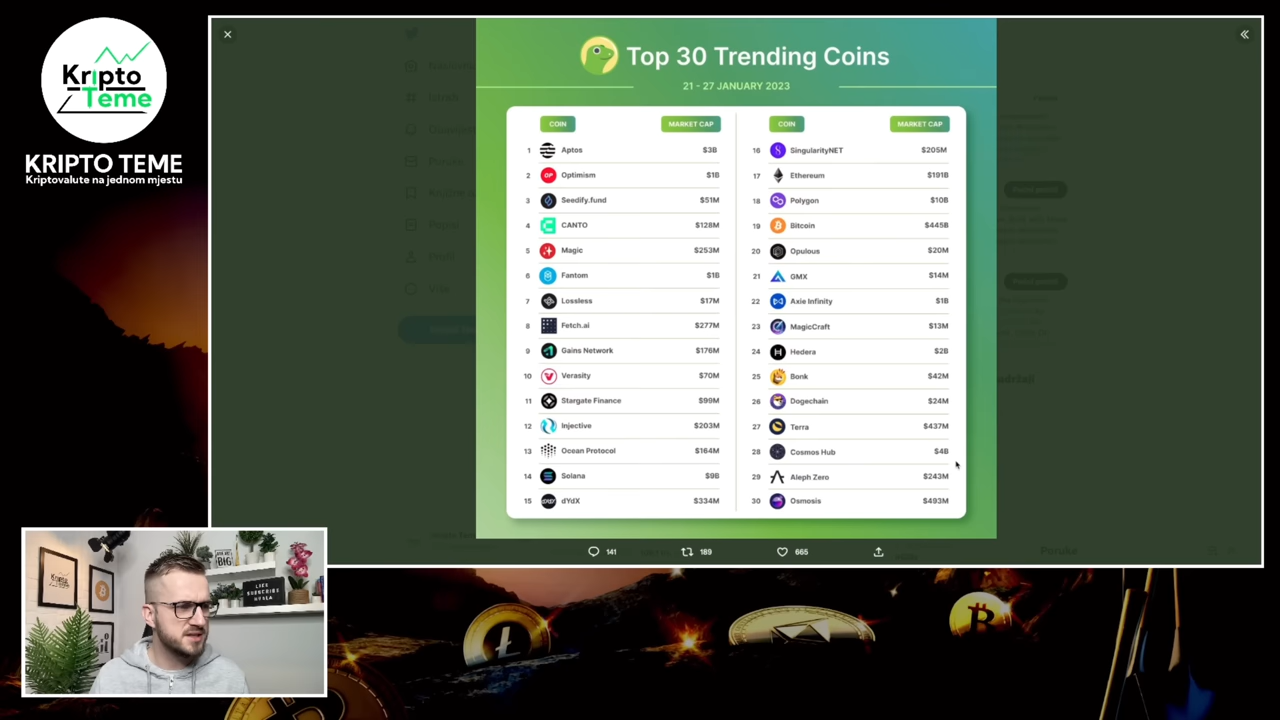 Kripto
Teme
KRIPTO TEME
Kriptovalute na jednom mjestu
Top 30 Trending Coins
21 - 27 JANUARY 2023
COIN MARKET CAP
1 Aptos $3B
2 Optimism $1B
3 Seedify.fund $51M
4 CANTO $128M
5 Magic $253M
6 Fantom $1B
7 Lossless $17M
8 Fetch.ai $277M
9 Gains Network $176M
10 Verasity $70M
11 Stargate Finance $99M
12 Injective $203M
13 Ocean Protocol $164M
14 Solana $9B
15 dYdX $334M
COIN MARKET CAP
16 SingularityNET $205M
17 Ethereum $191B
18 Polygon $10B
19 Bitcoin $445B
20 Opulous $20M
21 GMX $14M
22 Axie Infinity $1B
23 MagicCraft $13M
24 Hedera $2B
25 Bonk $42M
26 Dogechain $24M
27 Terra $437M
28 Cosmos Hub $4B
29 Aleph Zero $243M
30 Osmosis $493M
141 189 665
Poruke
BIG
LIKE
SUBSCRIBE